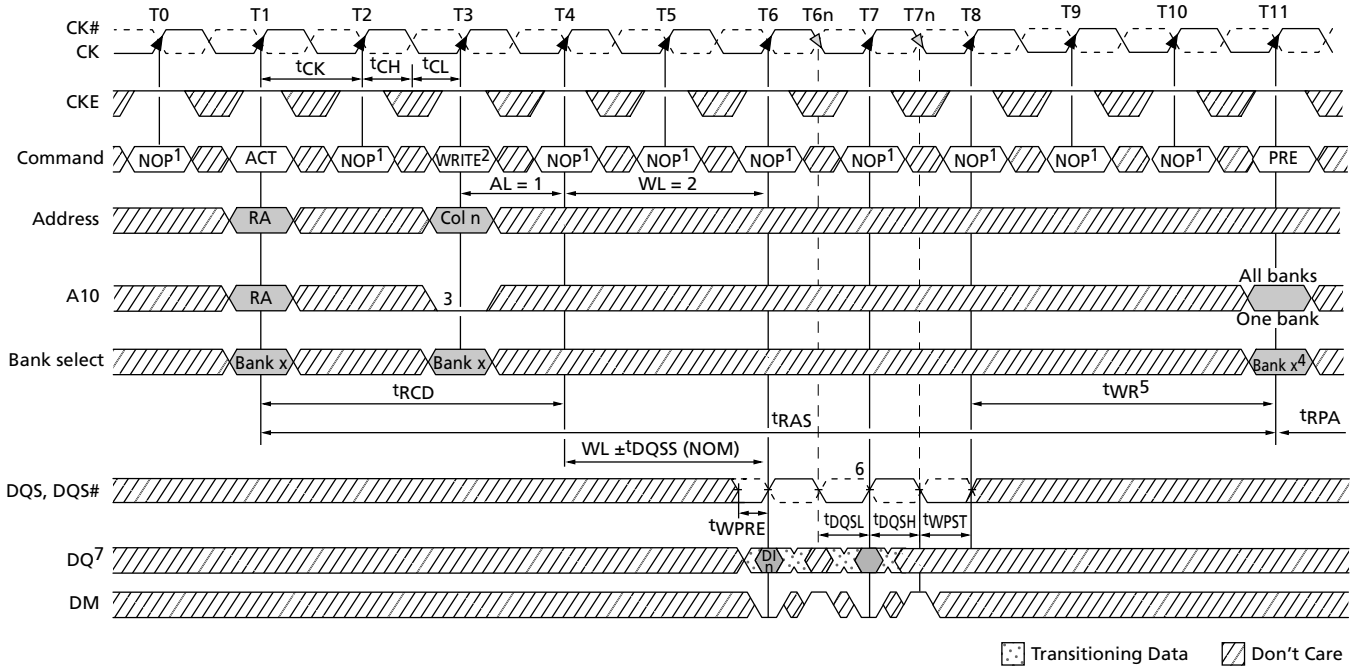 T0 T1 T2 T3 T4 T5 T6 T6n T7 T7n T8 T9 T10 T11
CK#
CK
tCK tCH tCL
CKE
Command NOP1 ACT NOP1 WRITE2 NOP1 NOP1 NOP1 NOP1 NOP1 NOP1 NOP1 PRE
AL = 1 WL = 2
Address RA Col n
All banks
A10 RA 3
One bank
Bank select Bank x Bank x Bank x4
tRCD tWR5
tRAS tRPA
WL ±tDQSS (NOM)
6
DQS, DQS#
tWPRE tDQSL tDQSH tWPST
DQ7 DI
n
DM
Transitioning Data Don't Care